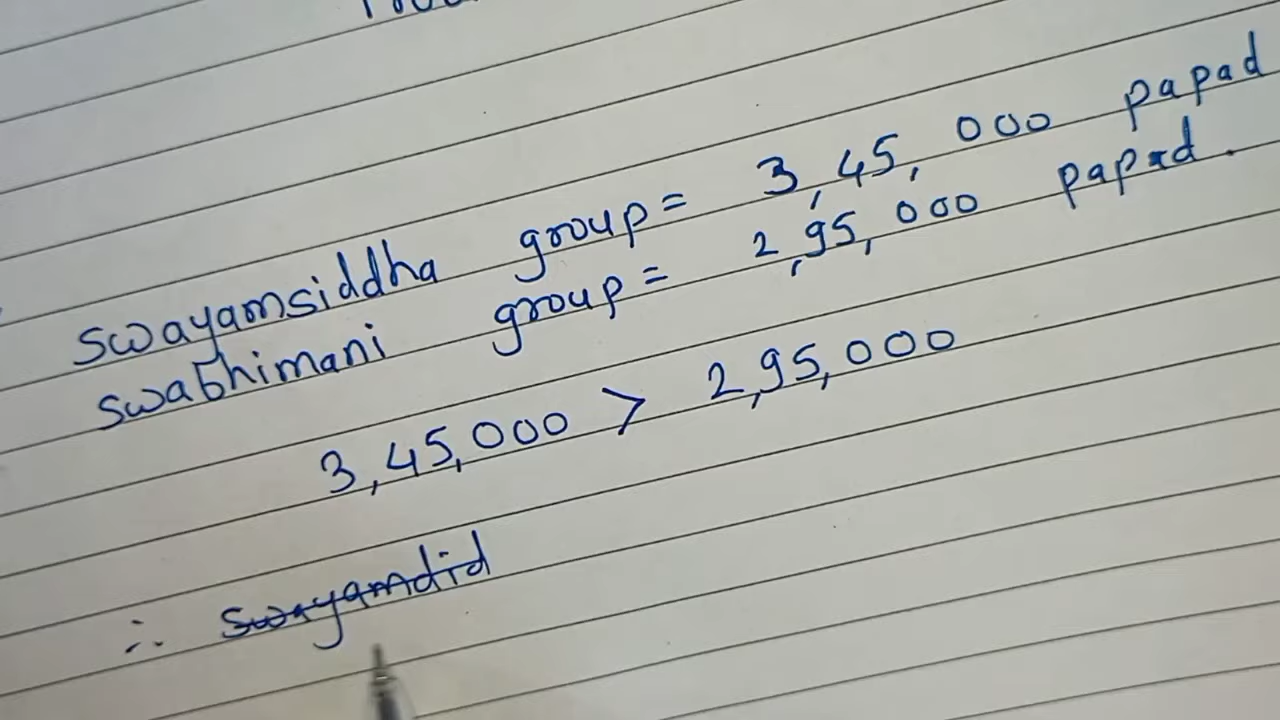 swayamsiddha group = 3,45,000 papad
swabhimani group = 2,95,000 papad.
3,45,000 > 2,95,000
∴ swayamdid